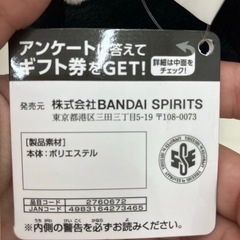 アンケートに答えて
ギフト券をGET!
詳細は中面を
チェック!
発売元 株式会社BANDAI SPIRITS
東京都港区三田三丁目5-19 〒108-0073
[製品素材]
本体:ポリエステル
品目コード 2760672
JANコード 4983164273465
※内側の警告を必ずお読みください。